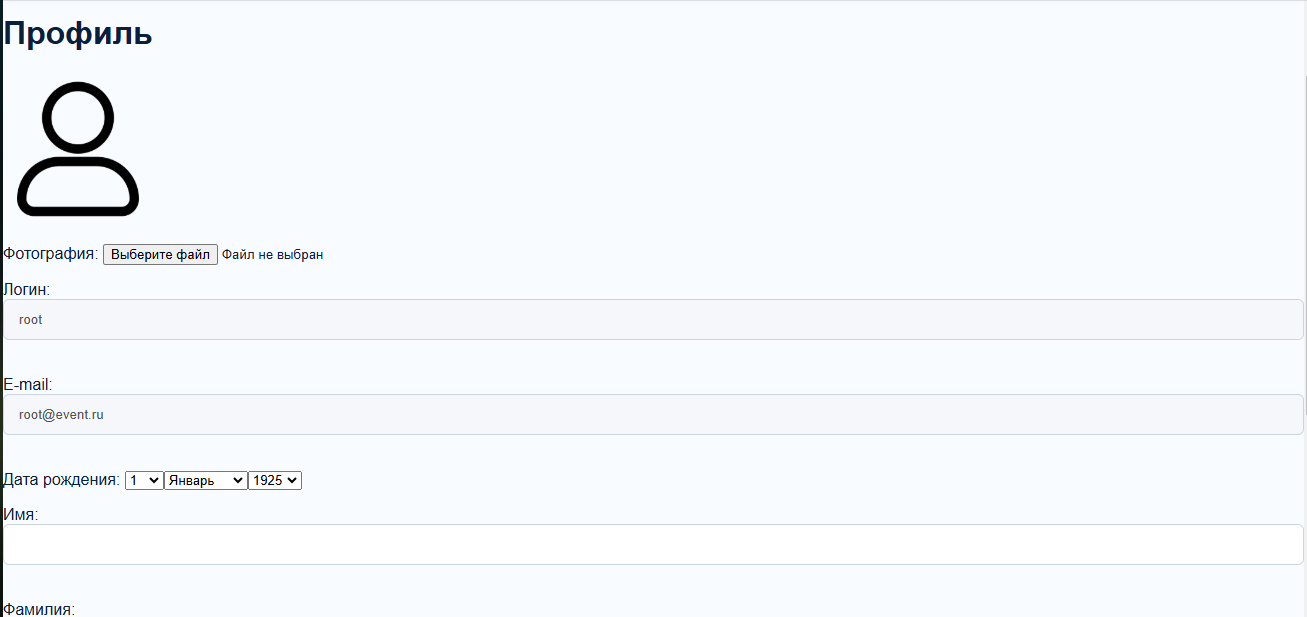 Профиль
Фотография: Выберите файл Файл не выбран
Логин:
root
E-mail:
root@event.ru
Дата рождения: 1 Январь 1925
Имя:
Фамилия: